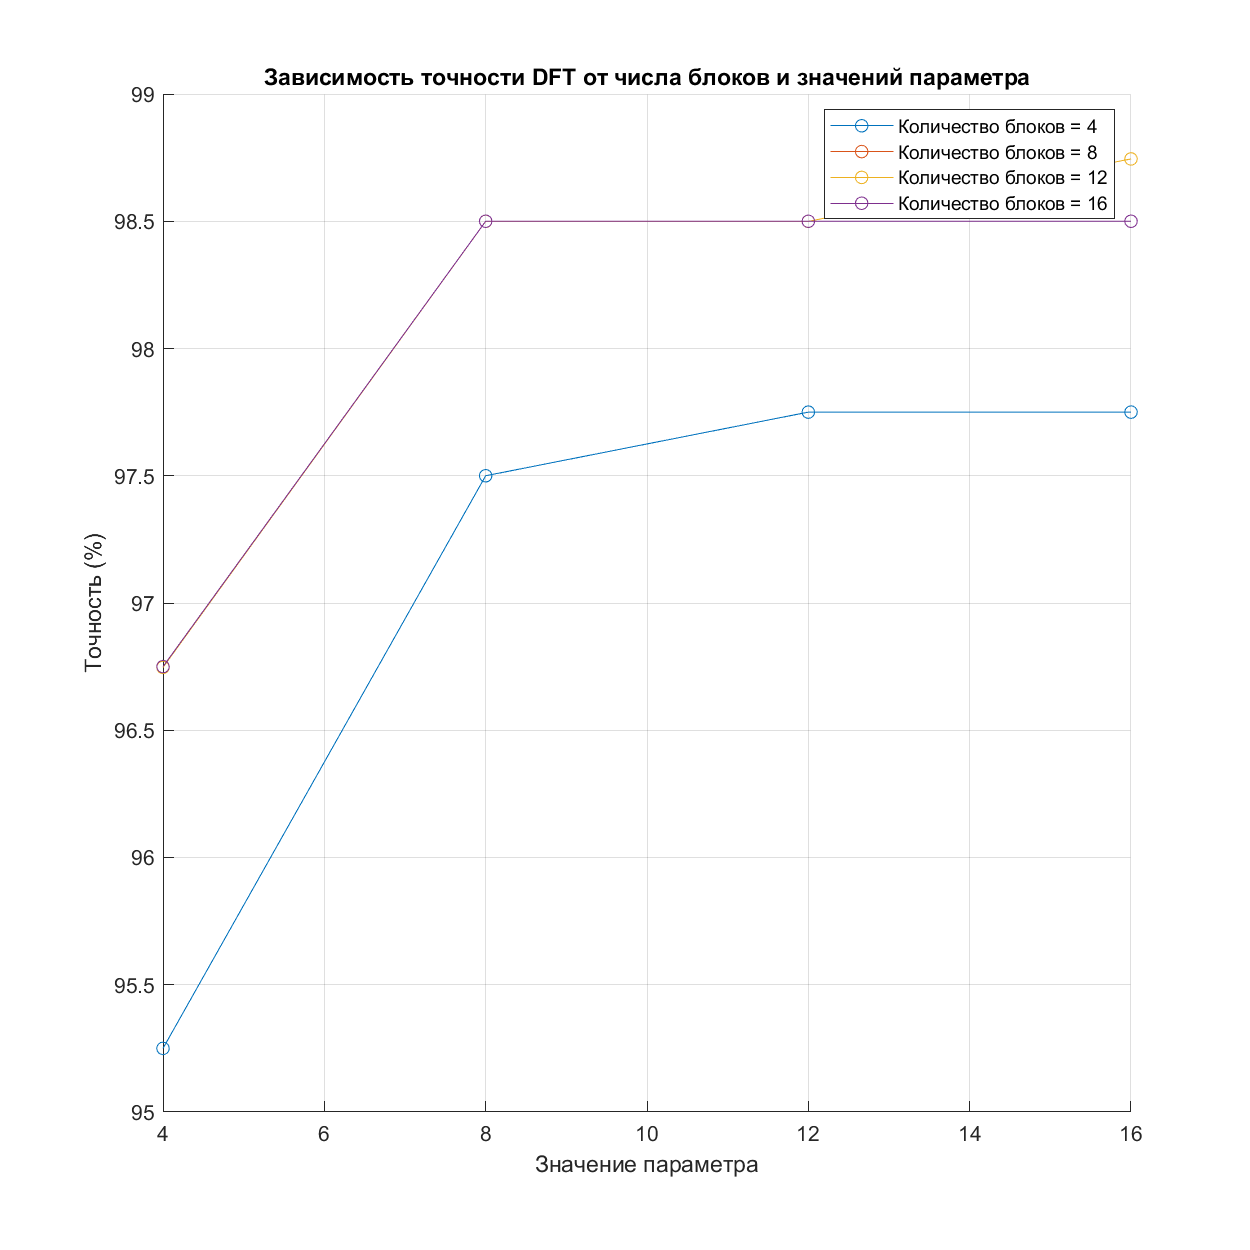 Зависимость точности DFT от числа блоков и значений параметра
99
98.5
98
97.5
97
96.5
96
95.5
95
Точность (%)
Количество блоков = 4
Количество блоков = 8
Количество блоков = 12
Количество блоков = 16
4 6 8 10 12 14 16
Значение параметра